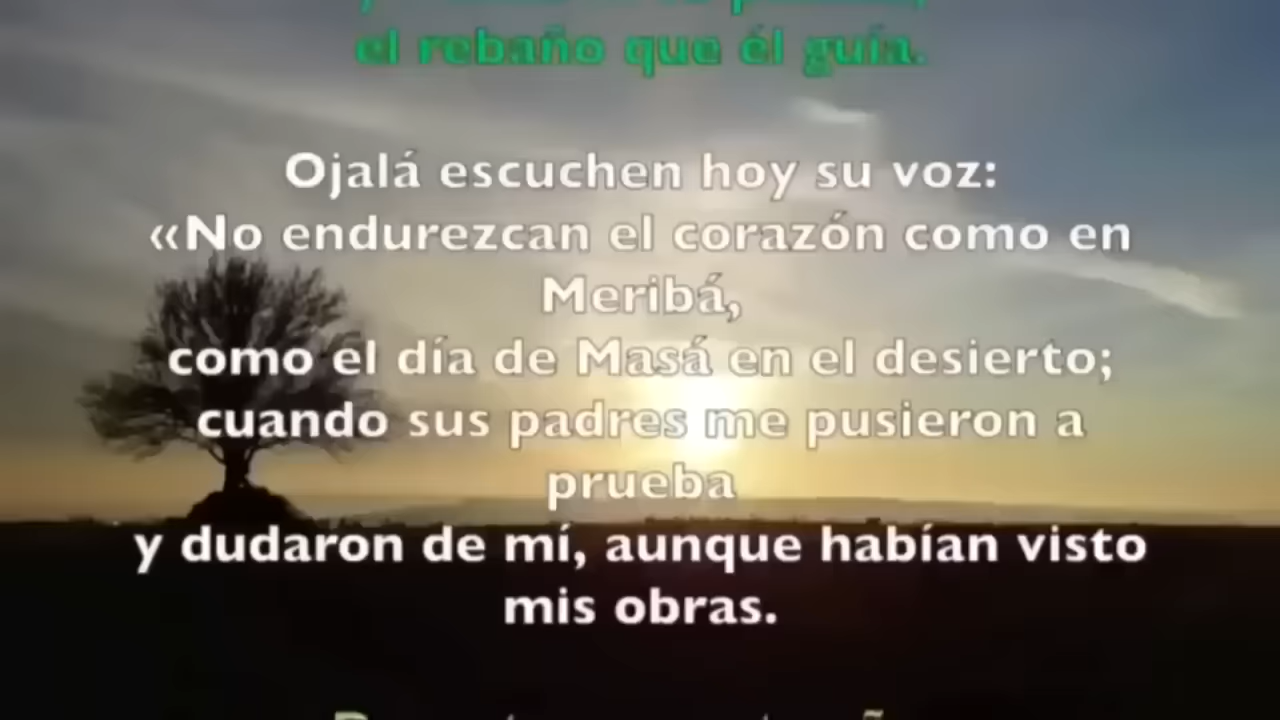 el rebaño que él guía.
Ojalá escuchen hoy su voz:
«No endurezcan el corazón como en
Meribá,
como el día de Masá en el desierto;
cuando sus padres me pusieron a
prueba
y dudaron de mí, aunque habían visto
mis obras.